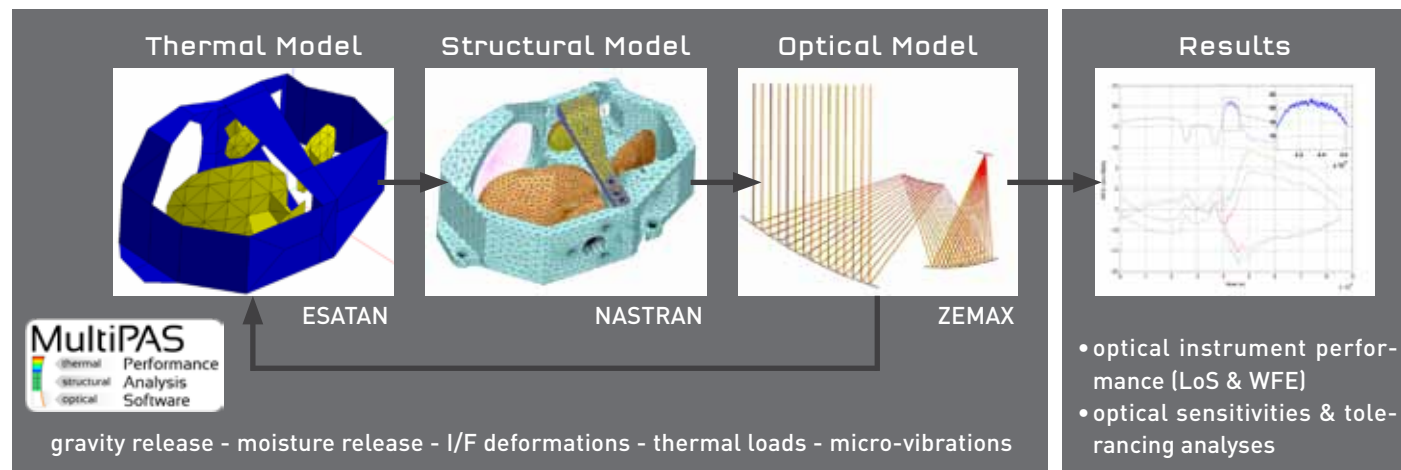 Thermal Model
Structural Model
Optical Model
Results
ESATAN
NASTRAN
ZEMAX
MultiPAS
thermal Performance
structural Analysis
optical Software
gravity release - moisture release - I/F deformations - thermal loads - micro-vibrations
• optical instrument perfor-
mance (LoS & WFE)
• optical sensitivities & tole-
rancing analyses